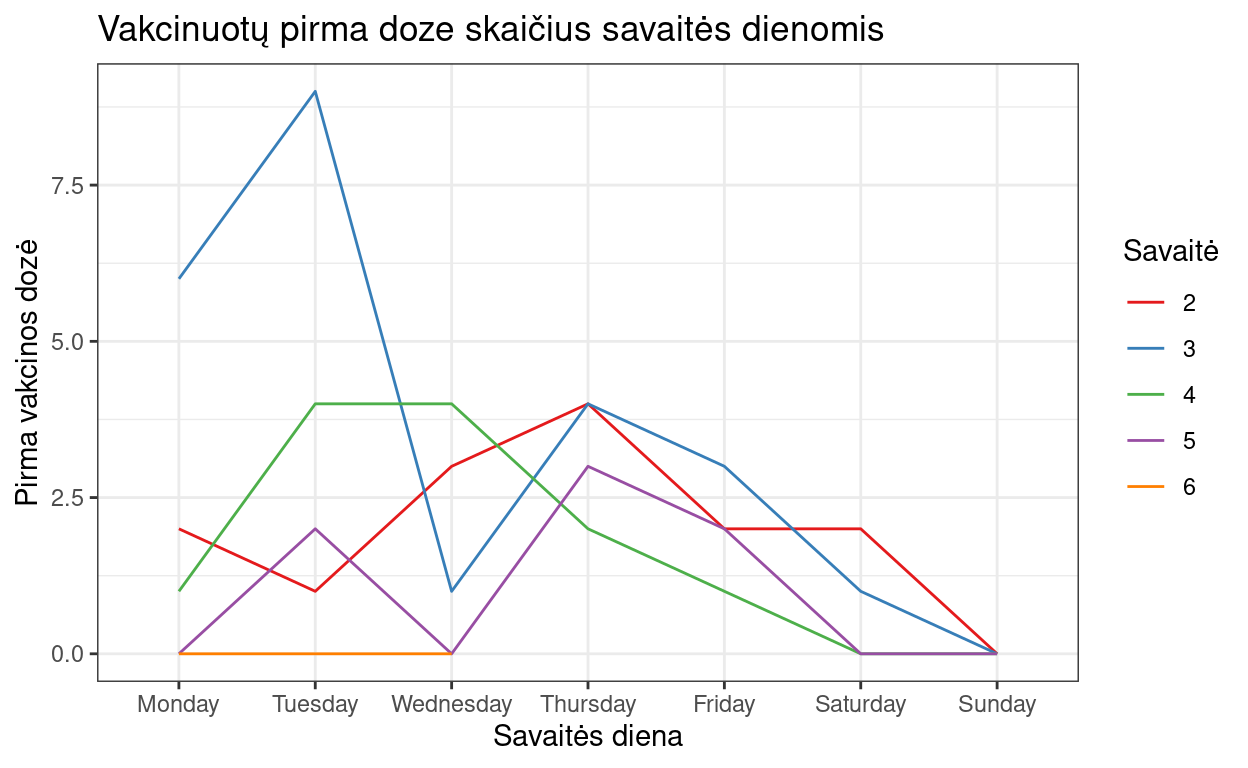 Vakcinuotų pirma doze skaičius savaitės dienomis
Pirma vakcinos dozė
7.5
5.0
2.5
0.0
Monday Tuesday Wednesday Thursday Friday Saturday Sunday
Savaitės diena
Savaitė
2
3
4
5
6